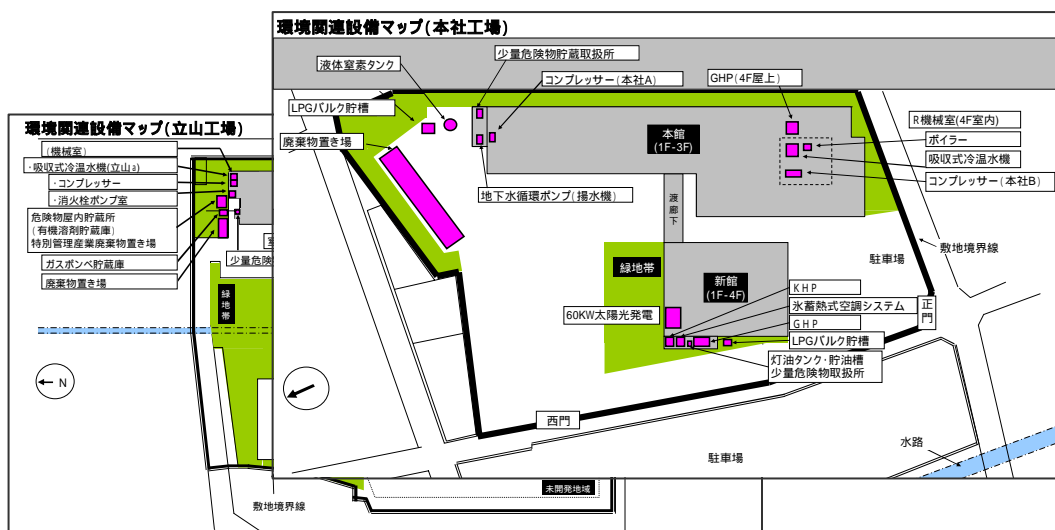 環境関連設備マップ(本社工場)
少量危険物貯蔵取扱所
液体窒素タンク
コンプレッサー(本社A)
GHP(4F屋上)
LPGバルク貯槽
廃棄物置き場
本館
(1F-3F)
R機械室(4F室内)
ボイラー
吸収式冷温水機
コンプレッサー(本社B)
地下水循環ポンプ(揚水機)
渡廊下
敷地境界線
駐車場
緑地帯
新館
(1F-4F)
KHP
氷蓄熱式空調システム
GHP
60KW太陽光発電
LPGバルク貯槽
灯油タンク・貯油槽
少量危険物取扱所
正門
西門
水路
駐車場
環境関連設備マップ(立山工場)
(機械室)
・吸収式冷温水機(立山a)
・コンプレッサー
・消火栓ポンプ室
危険物屋内貯蔵所
(有機溶剤貯蔵庫)
特別管理産業廃棄物置き場
少量危険
ガスボンベ貯蔵庫
廃棄物置き場
緑地帯
N
未開発地域
敷地境界線